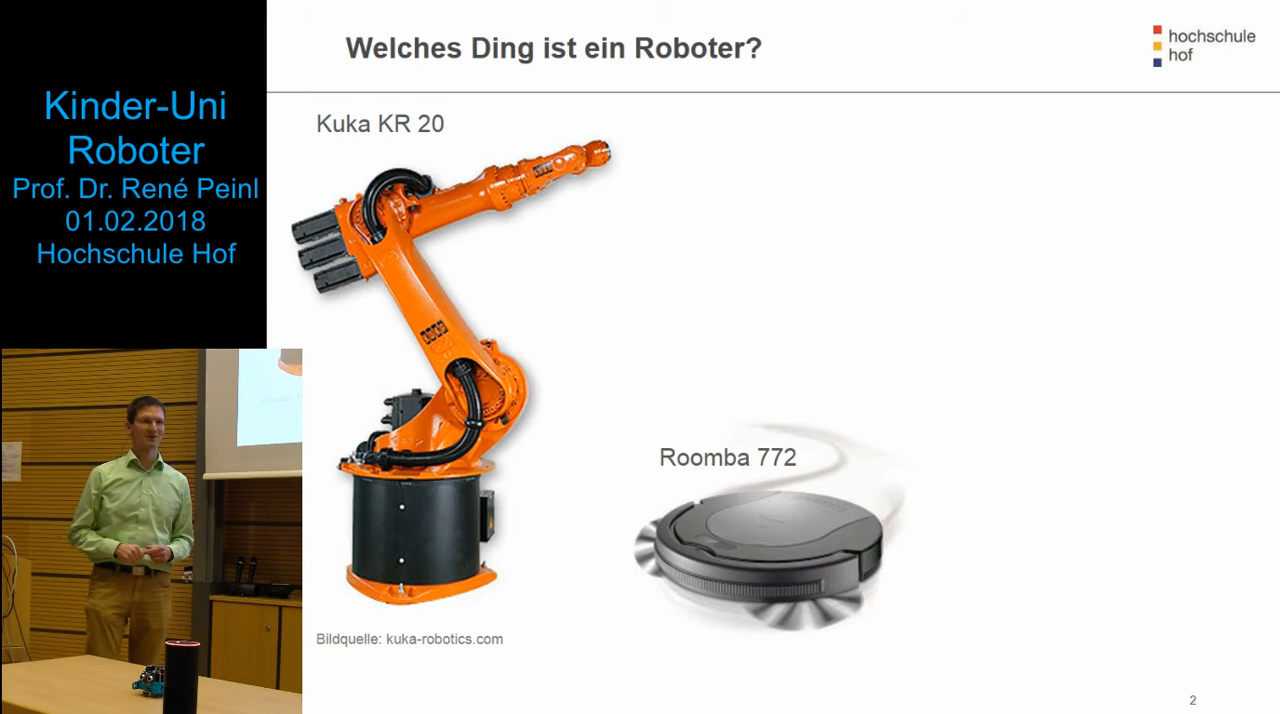 Kinder-Uni
Roboter
Prof. Dr. René Peinl
01.02.2018
Hochschule Hof
Welches Ding ist ein Roboter?
hochschule
hof
Kuka KR 20
Roomba 772
Bildquelle: kuka-robotics.com
2